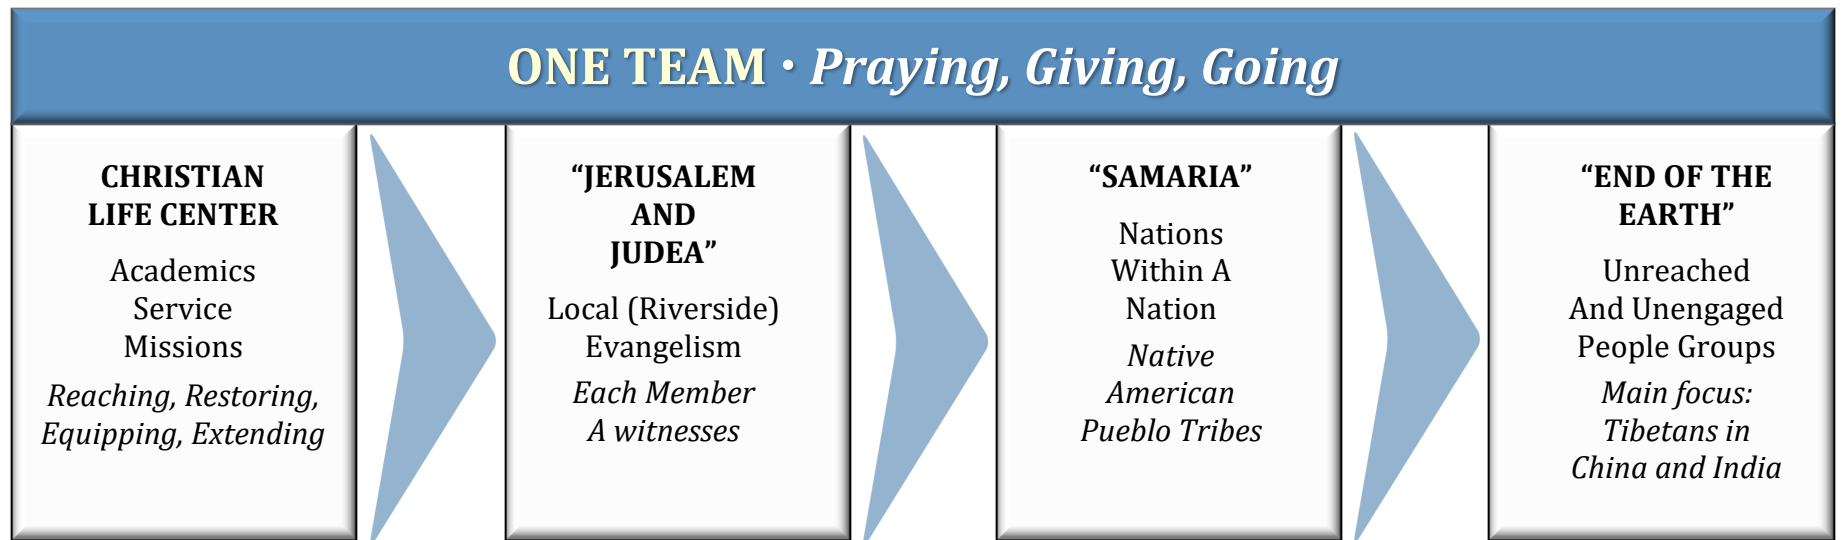 ONE TEAM · Praying, Giving, Going
CHRISTIAN
LIFE CENTER
Academics
Service
Missions
Reaching, Restoring,
Equipping, Extending
“JERUSALEM
AND
JUDEA”
Local (Riverside)
Evangelism
Each Member
A witnesses
“SAMARIA”
Nations
Within A
Nation
Native
American
Pueblo Tribes
“END OF THE
EARTH”
Unreached
And Unengaged
People Groups
Main focus:
Tibetans in
China and India